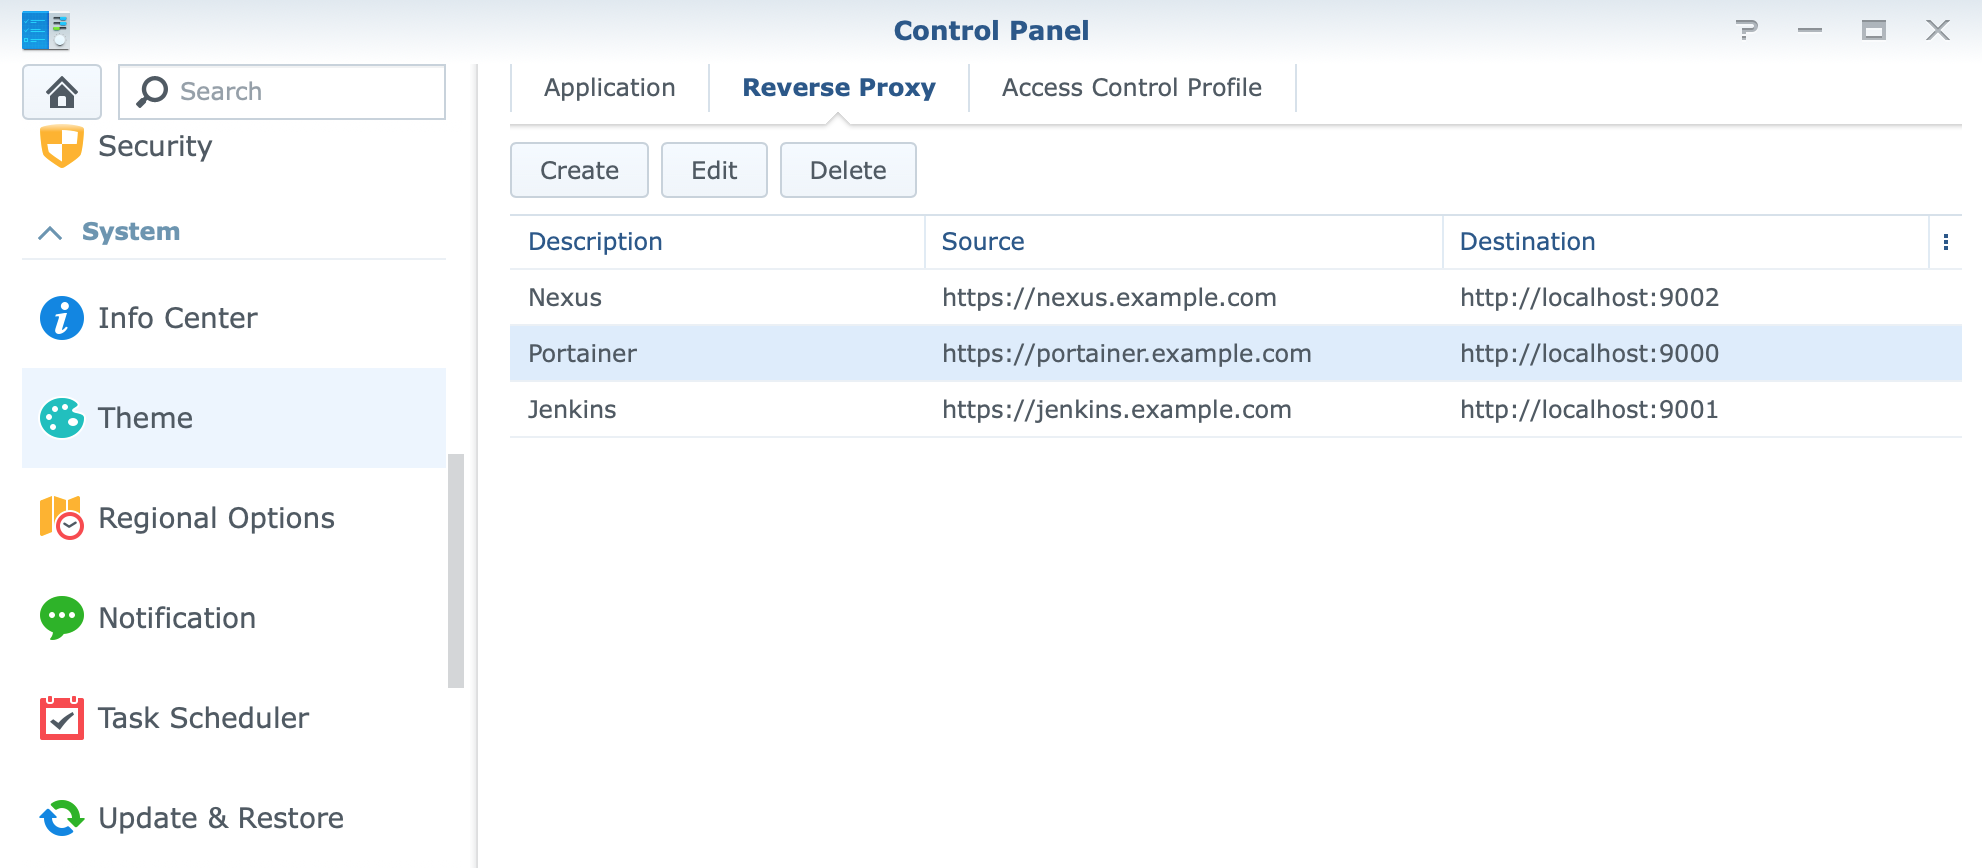 Control Panel
Search
Security
System
Info Center
Theme
Regional Options
Notification
Task Scheduler
Update & Restore
Application Reverse Proxy Access Control Profile
Create Edit Delete
Description Source Destination
Nexus https://nexus.example.com http://localhost:9002
Portainer https://portainer.example.com http://localhost:9000
Jenkins https://jenkins.example.com http://localhost:9001